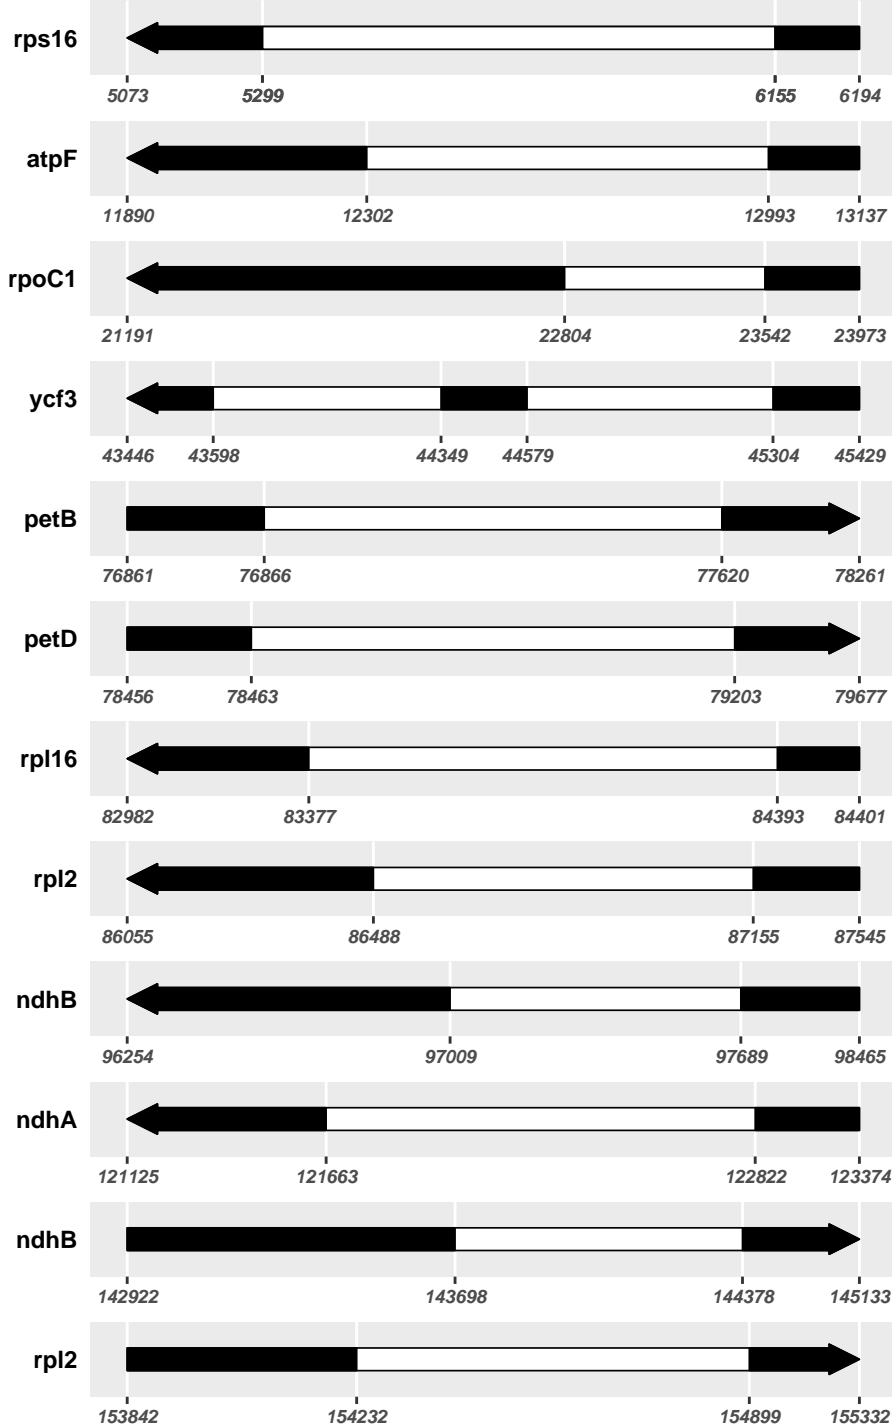 rps16
5073 5299 6155 6194
atpF
11890 12302 12993 13137
rpoC1
21191 22804 23542 23973
ycf3
43446 43598 44349 44579 45304 45429
petB
76861 76866 77620 78261
petD
78456 78463 79203 79677
rpl16
82982 83377 84393 84401
rpl2
86055 86488 87155 87545
ndhB
96254 97009 97689 98465
ndhA
121125 121663 122822 123374
ndhB
142922 143698 144378 145133
rpl2
153842 154232 154899 155332